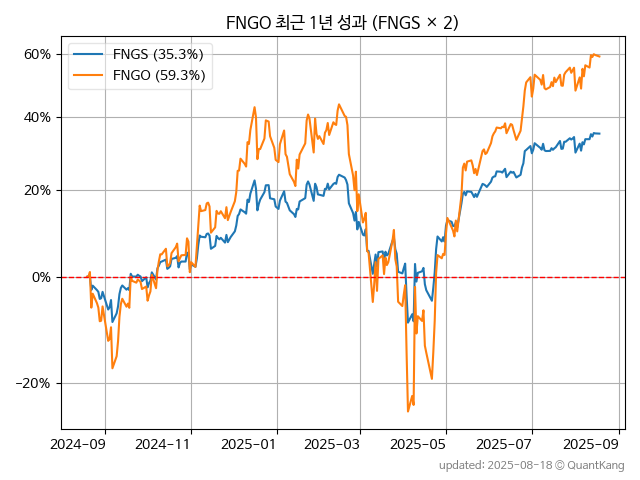 FNGO 최근 1년 성과 (FNGS × 2)
FNGS (35.3%)
FNGO (59.3%)
60%
40%
20%
0%
−20%
2024-09 2024-11 2025-01 2025-03 2025-05 2025-07 2025-09
updated: 2025-08-18 © QuantKang